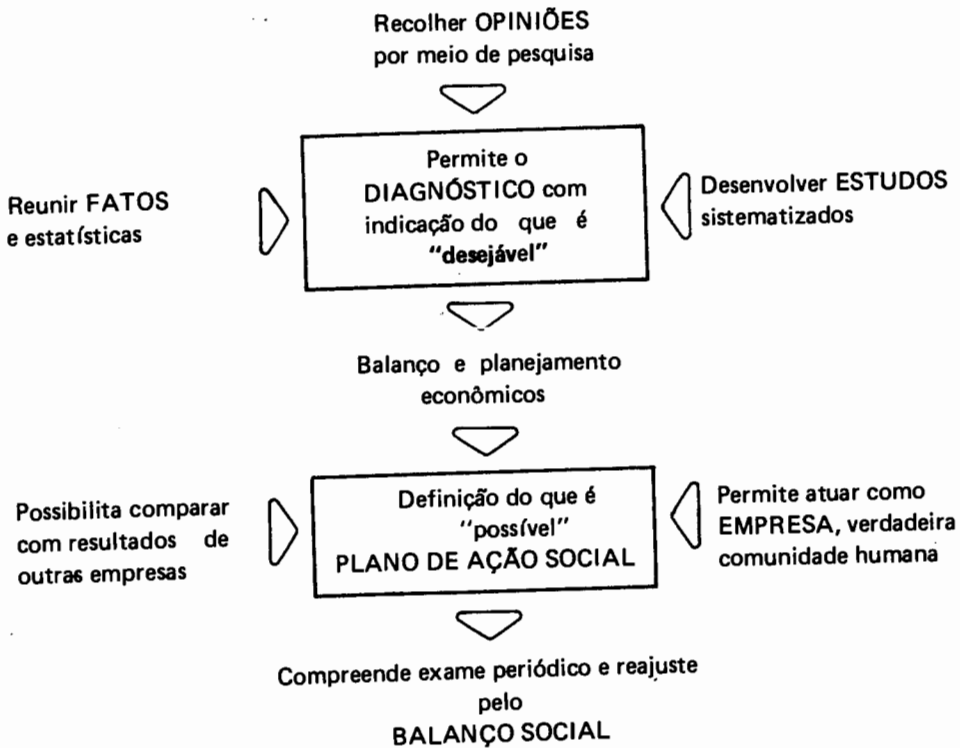 Recolher OPINIÕES
por meio de pesquisa
Permite o
DIAGNÓSTICO com
indicação do que é
"desejável"
Reunir FATOS
e estatísticas
Desenvolver ESTUDOS
sistematizados
Balanço e planejamento
econômicos
Definição do que é
"possível"
PLANO DE AÇÃO SOCIAL
Possibilita comparar
com resultados de
outras empresas
Permite atuar como
EMPRESA, verdadeira
comunidade humana
Compreende exame periódico e reajuste
pelo
BALANÇO SOCIAL